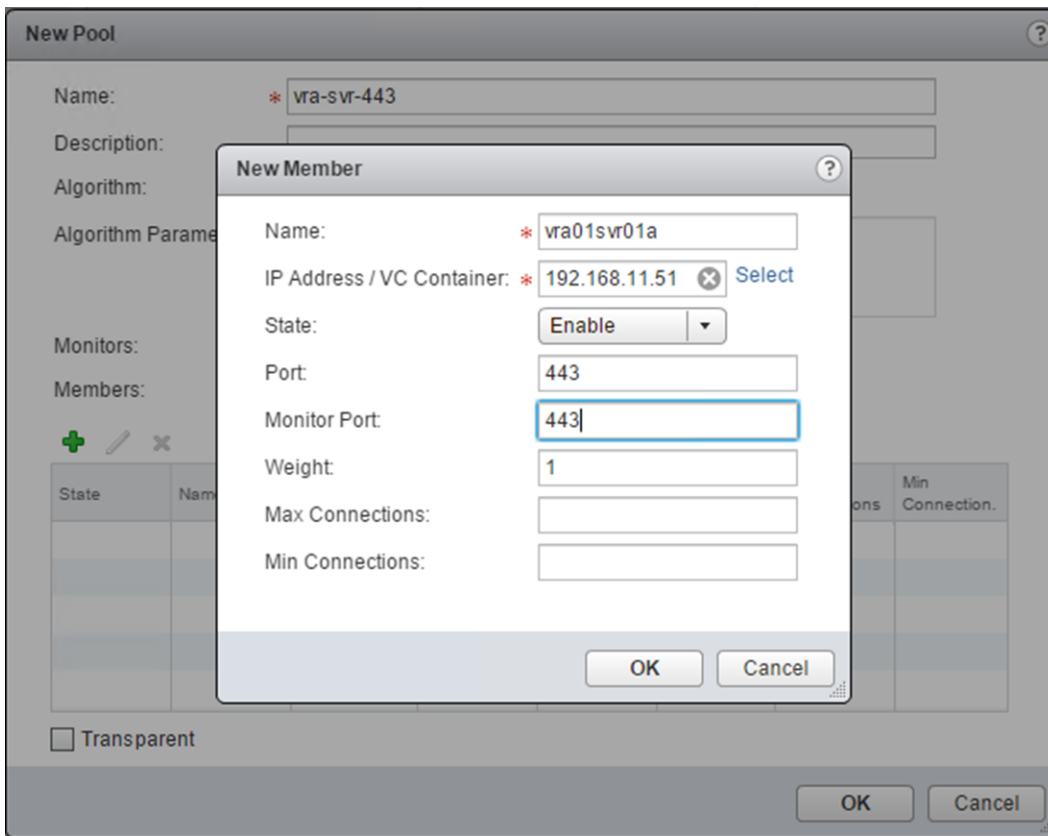 New Pool ?
Name: * vra-svr-443
Description:
Algorithm:
Algorithm Parame
Monitors:
Members:
State Nam ons Min Connection.
Transparent
OK Cancel
New Member ?
Name: * vra01svr01a
IP Address / VC Container: * 192.168.11.51 Select
State: Enable
Port: 443
Monitor Port: 443
Weight: 1
Max Connections:
Min Connections:
OK Cancel